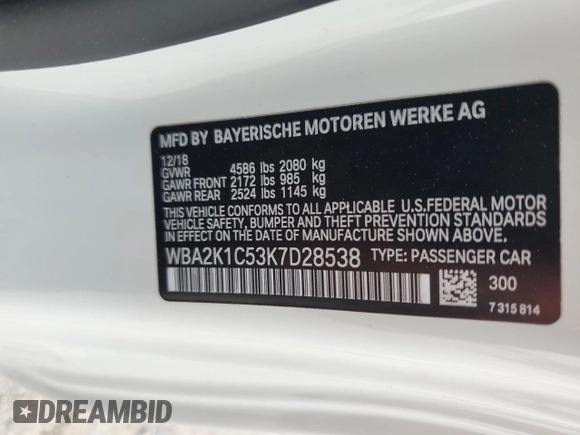 MFD BY BAYERISCHE MOTOREN WERKE AG
12/18
GVWR 4586 lbs 2080 kg
GAWR FRONT 2172 lbs 985 kg
GAWR REAR 2524 lbs 1145 kg
THIS VEHICLE CONFORMS TO ALL APPLICABLE U.S.FEDERAL MOTOR
VEHICLE SAFETY, BUMPER AND THEFT PREVENTION STANDARDS IN
EFFECT ON THE DATE OF MANUFACTURE SHOWN ABOVE.
WBA2K1C53K7D28538 TYPE: PASSENGER CAR
300
7 315 814
DREAMBID